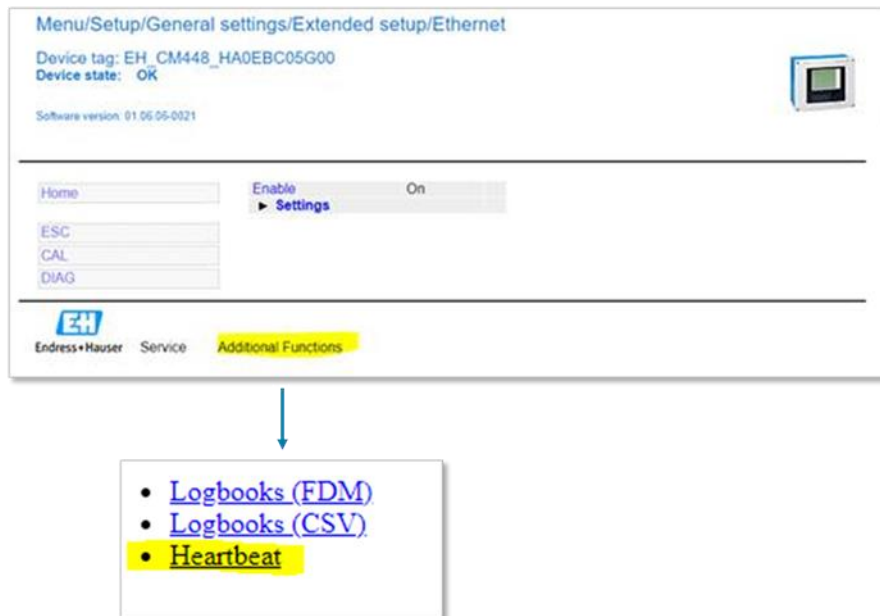 Menu/Setup/General settings/Extended setup/Ethernet
Device tag: EH_CM448_HA0EBC05G00
Device state: OK
Software version: 01.06.06-0021
Home
Enable On
► Settings
ESC
CAL
DIAG
EH
Endress+Hauser Service Additional Functions
• Logbooks (FDM)
• Logbooks (CSV)
• Heartbeat